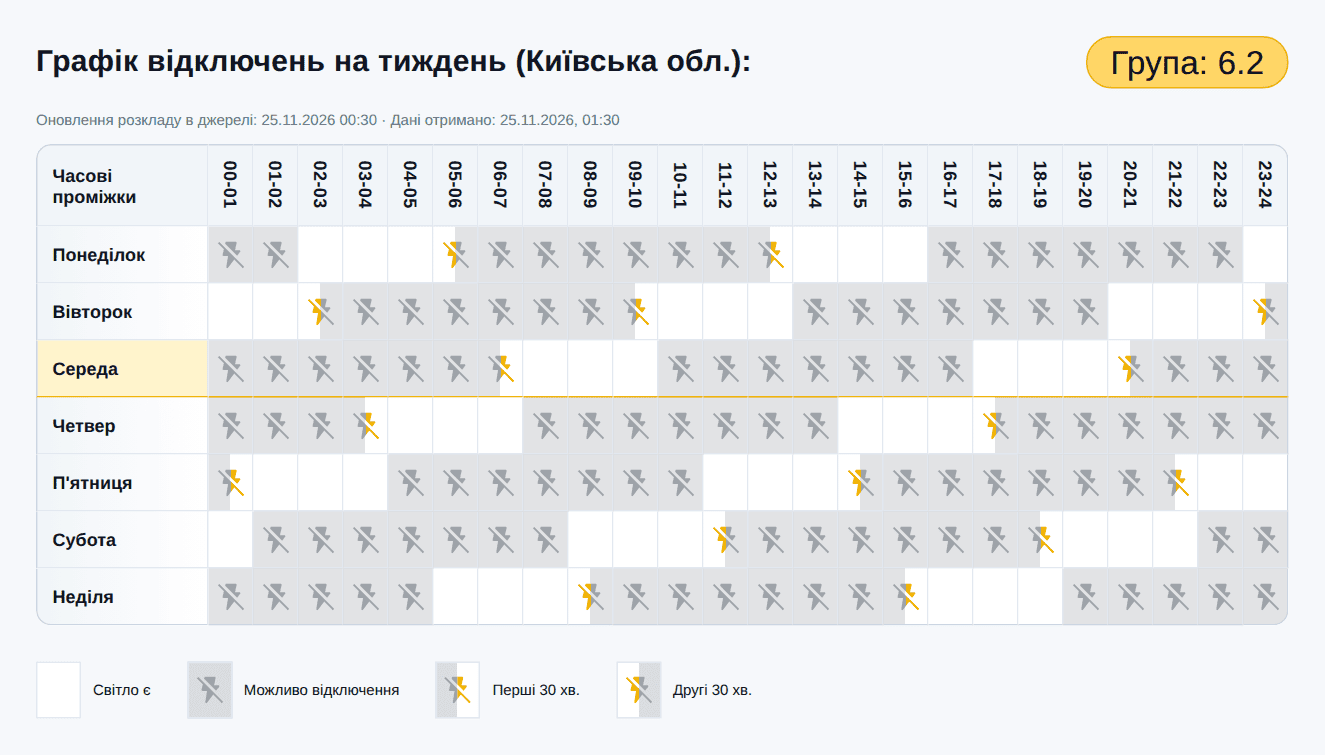 Графік відключень на тиждень (Київська обл.):
Група: 6.2
Оновлення розкладу в джерелі: 25.11.2026 00:30 · Дані отримано: 25.11.2026, 01:30
Часові
проміжки
00-01
01-02
02-03
03-04
04-05
05-06
06-07
07-08
08-09
09-10
10-11
11-12
12-13
13-14
14-15
15-16
16-17
17-18
18-19
19-20
20-21
21-22
22-23
23-24
Понеділок
Вівторок
Середа
Четвер
П'ятниця
Субота
Неділя
Світло є
Можливо відключення
Перші 30 хв.
Другі 30 хв.